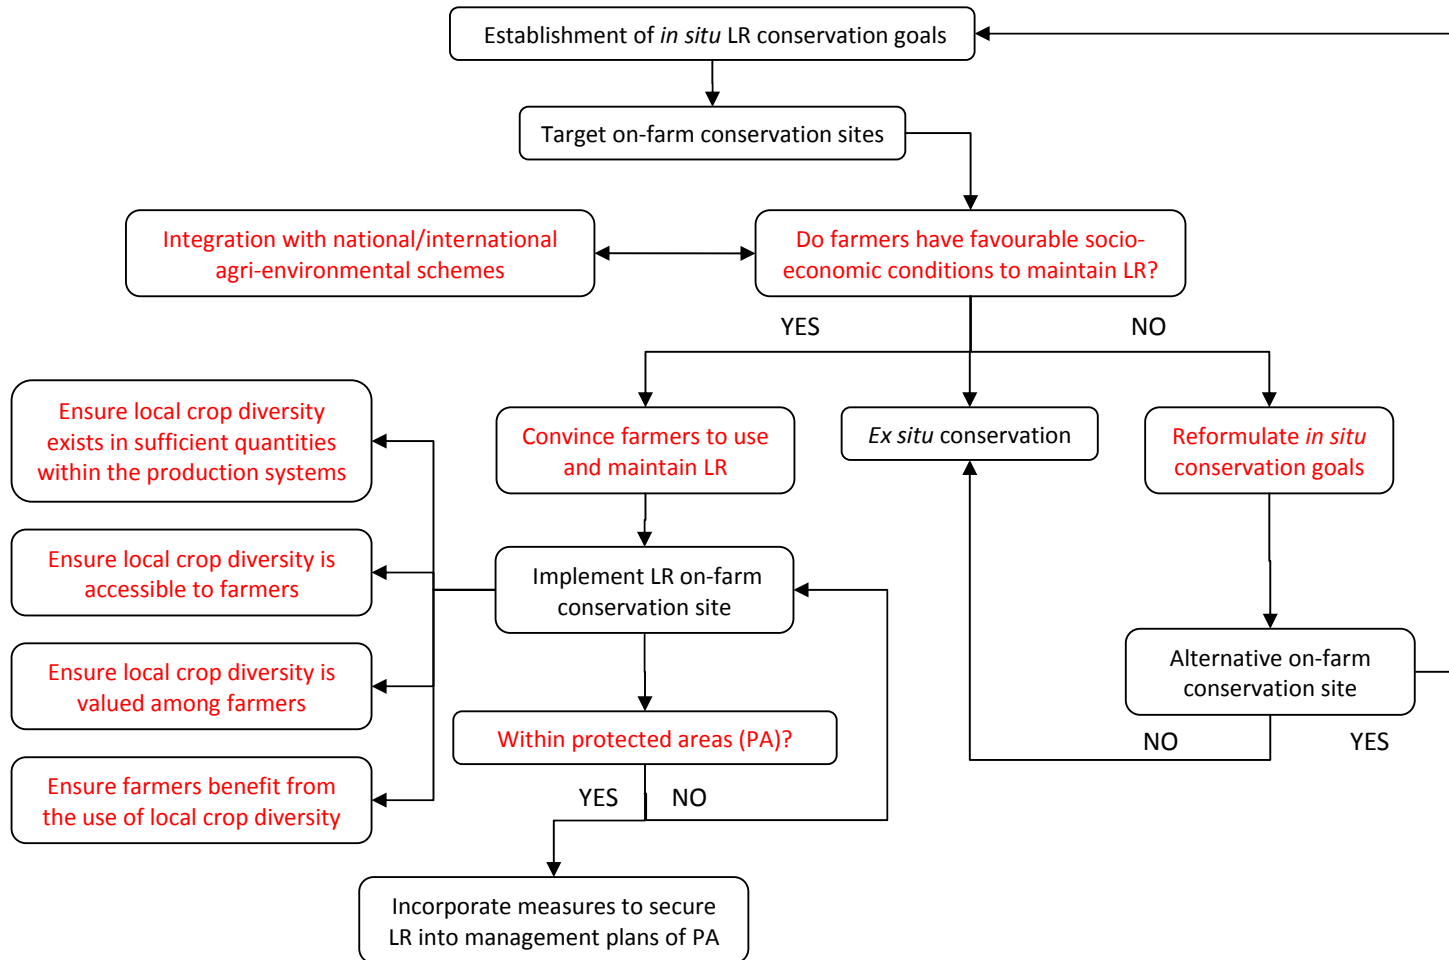 Establishment of in situ LR conservation goals
Target on-farm conservation sites
Integration with national/international
agri-environmental schemes
Do farmers have favourable socio-
economic conditions to maintain LR?
YES
NO
Ensure local crop diversity
exists in sufficient quantities
within the production systems
Convince farmers to use
and maintain LR
Ex situ conservation
Reformulate in situ
conservation goals
Ensure local crop diversity is
accessible to farmers
Implement LR on-farm
conservation site
Ensure local crop diversity is
valued among farmers
Alternative on-farm
conservation site
Within protected areas (PA)?
NO
YES
Ensure farmers benefit from
the use of local crop diversity
YES
NO
Incorporate measures to secure
LR into management plans of PA